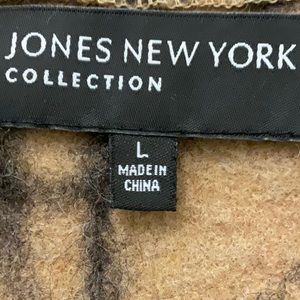 JONES NEW YORK
COLLECTION
L
MADE IN
CHINA